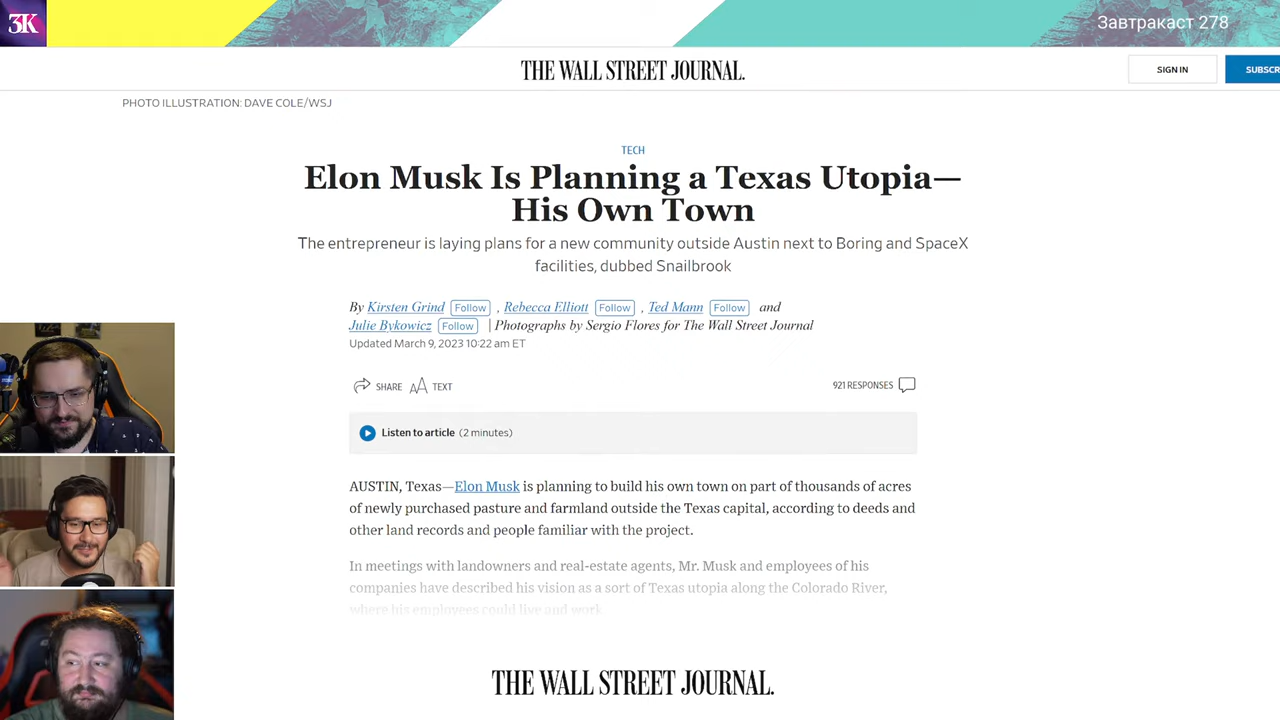 3K
Завтракаст 278
THE WALL STREET JOURNAL.
SIGN IN
SUBSCR
PHOTO ILLUSTRATION: DAVE COLE/WSJ
TECH
Elon Musk Is Planning a Texas Utopia—
His Own Town
The entrepreneur is laying plans for a new community outside Austin next to Boring and SpaceX
facilities, dubbed Snailbrook
By Kirsten Grind Follow , Rebecca Elliott Follow , Ted Mann Follow and
Julie Bykowicz Follow | Photographs by Sergio Flores for The Wall Street Journal
Updated March 9, 2023 10:22 am ET
SHARE AA TEXT
921 RESPONSES
Listen to article (2 minutes)
AUSTIN, Texas—Elon Musk is planning to build his own town on part of thousands of acres
of newly purchased pasture and farmland outside the Texas capital, according to deeds and
other land records and people familiar with the project.
In meetings with landowners and real-estate agents, Mr. Musk and employees of his
companies have described his vision as a sort of Texas utopia along the Colorado River,
where his employees could live and work.
THE WALL STREET JOURNAL.